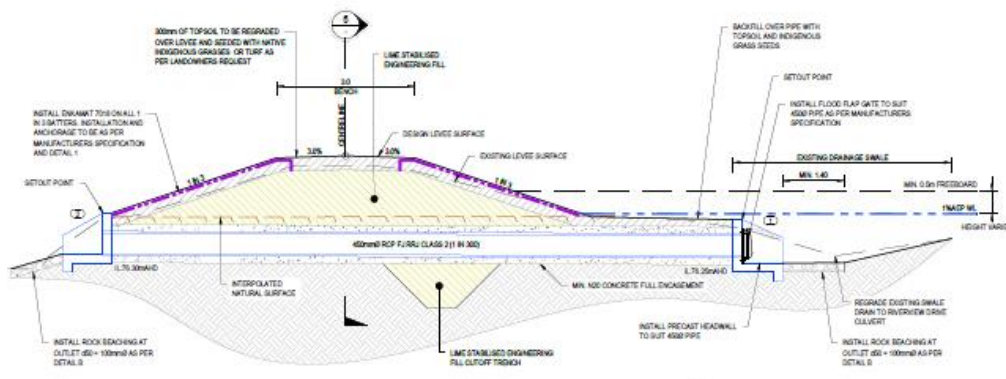 6
-
300mm OF TOPSOIL TO BE REGRADED
OVER LEVEE AND SEEDED WITH NATIVE
INDIGENOUS GRASSES OR TURF AS
PER LANDOWNERS REQUEST
LIME STABILISED
ENGINEERING
FILL
BACKFILL OVER PIPE WITH
TOPSOIL AND INDIGENOUS
GRASS SEEDS
SETOUT POINT
INSTALL FLOOD FLAP GATE TO SUIT
450Ø PIPE AS PER MANUFACTURERS
SPECIFICATION
3.0
BENCH
INSTALL ENKAMAT 7018 ON ALL 1
IN 3 BATTERS. INSTALLATION AND
ANCHORAGE TO BE AS PER
MANUFACTURERS SPECIFICATION
AND DETAIL 1
CENTRELINE
DESIGN LEVEE SURFACE
3.0%
3.0%
EXISTING LEVEE SURFACE
EXISTING DRAINAGE SWALE
MIN. 1.40
SETOUT POINT
1 IN 3
1 IN 3
MIN. 0.5m FREEBOARD
1% AEP WL
HEIGHT VARIE
450mmØ RCP FJ RRJ CLASS 2 (1 IN 300)
IL.76.30mAHD
IL.76.25mAHD
INTERPOLATED
NATURAL SURFACE
MIN. N20 CONCRETE FULL ENCASEMENT
REGRADE EXISTING SWALE
DRAIN TO RIVERVIEW DRIVE
CULVERT
INSTALL PRECAST HEADWALL
TO SUIT 450Ø PIPE
INSTALL ROCK BEACHING AT
OUTLET d50 = 100mmØ AS PER
DETAIL B
LIME STABILISED ENGINEERING
FILL CUTOFF TRENCH
INSTALL ROCK BEACHING AT
OUTLET d50 = 100mmØ AS PER
DETAIL B